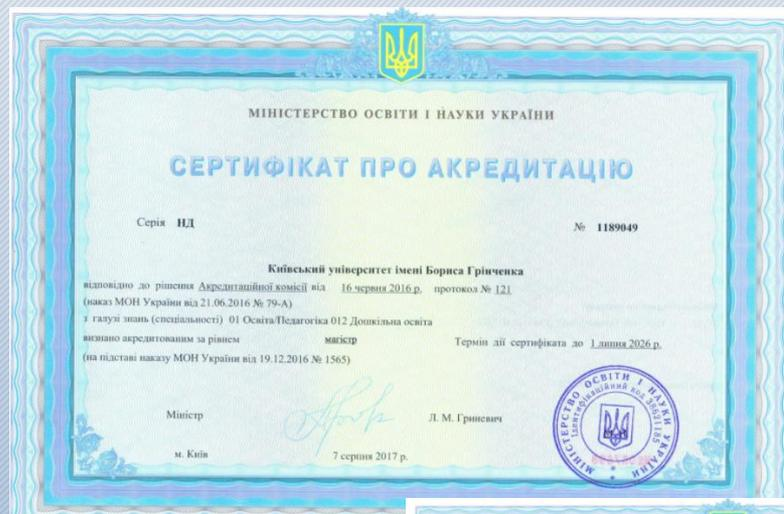 МІНІСТЕРСТВО ОСВІТИ І НАУКИ УКРАЇНИ
СЕРТИФІКАТ ПРО АКРЕДИТАЦІЮ
Серія НД № 1189049
Київський університет імені Бориса Грінченка
відповідно до рішення Акредитаційної комісії від 16 червня 2016 р. протокол № 121
(наказ МОН України від 21.06.2016 № 79-А)
з галузі знань (спеціальності) 01 Освіта/Педагогіка 012 Дошкільна освіта
визнано акредитованим за рівнем магістр Термін дії сертифіката до 1 липня 2026 р.
(на підставі наказу МОН України від 19.12.2016 № 1565)
Міністр Л. М. Гриневич
м. Київ 7 серпня 2017 р.
МІНІСТЕРСТВО ОСВІТИ І НАУКИ УКРАЇНИ
Ідентифікаційний код 38621185